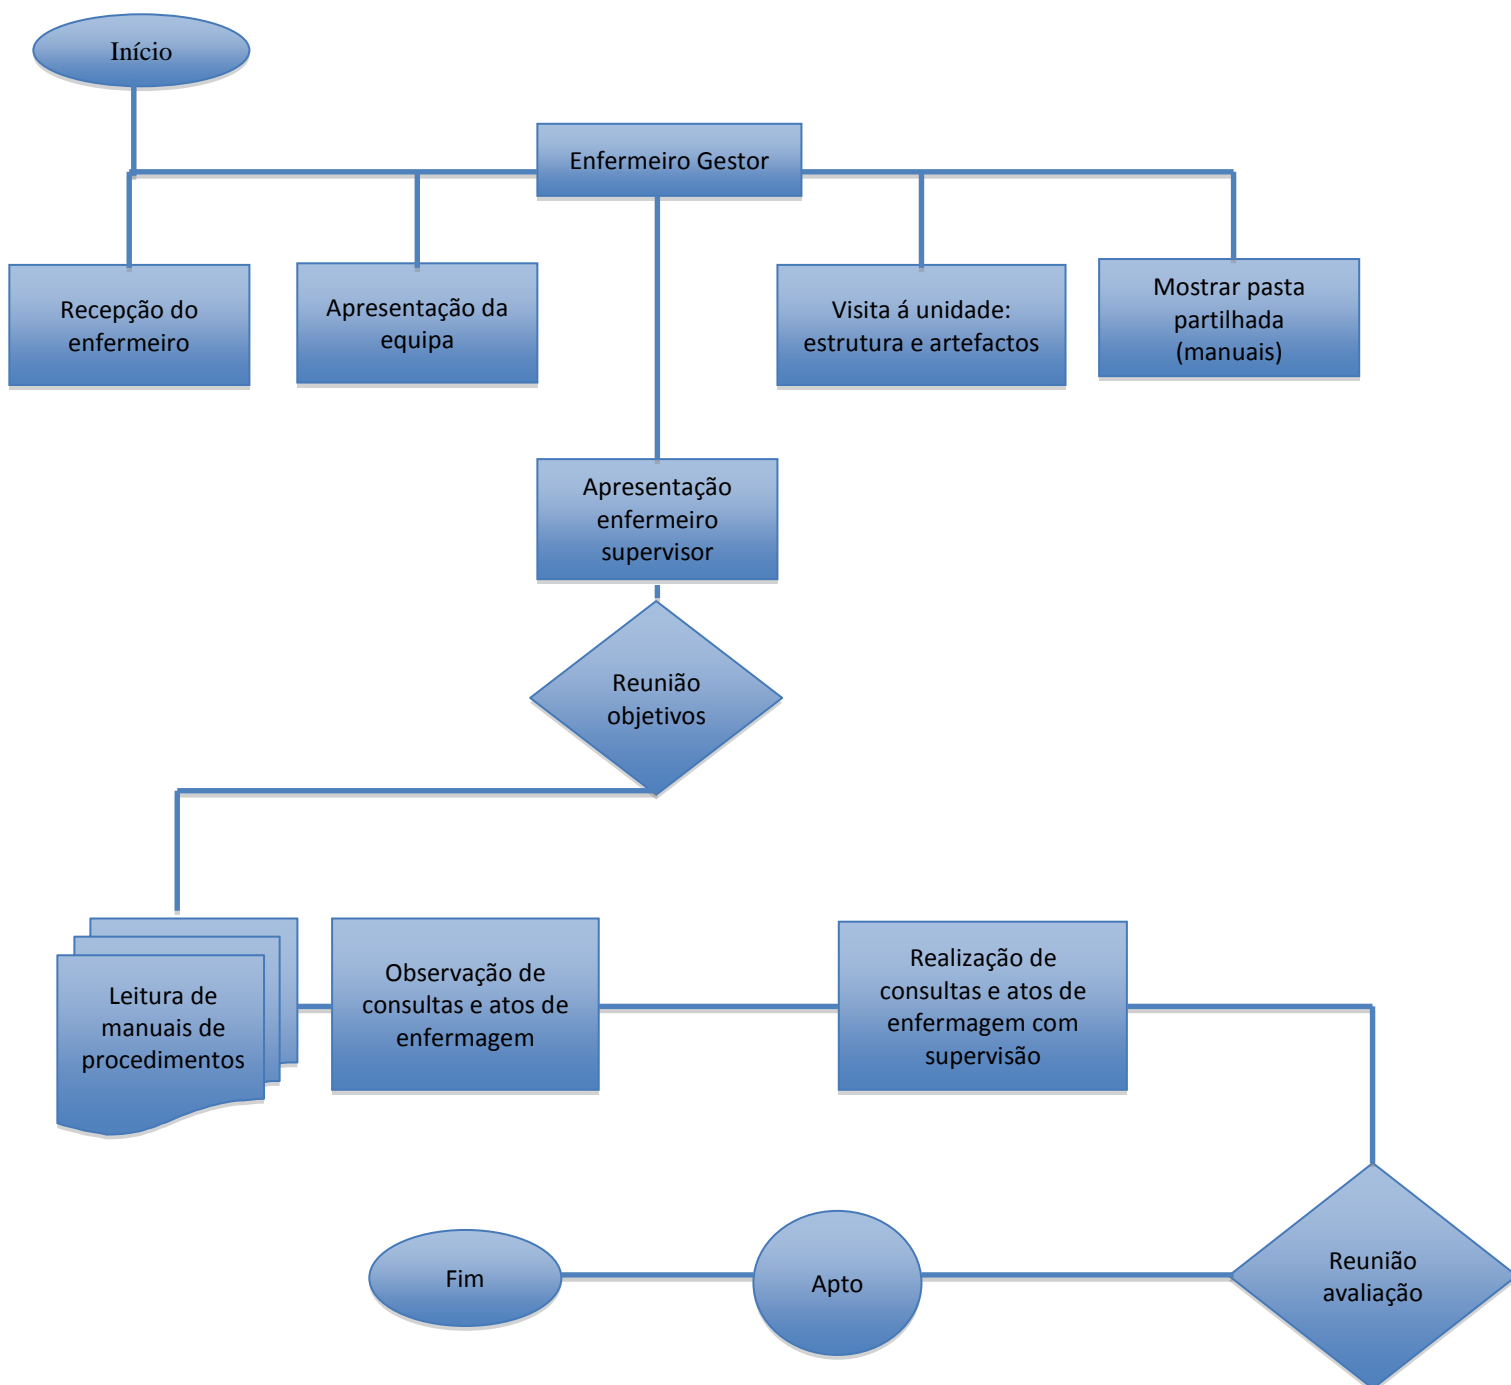 Início
Enfermeiro Gestor
Recepção do
enfermeiro
Apresentação da
equipa
Visita á unidade:
estrutura e artefactos
Mostrar pasta
partilhada
(manuais)
Apresentação
enfermeiro
supervisor
Reunião
objetivos
Leitura de
manuais de
procedimentos
Observação de
consultas e atos de
enfermagem
Realização de
consultas e atos de
enfermagem com
supervisão
Reunião
avaliação
Apto
Fim